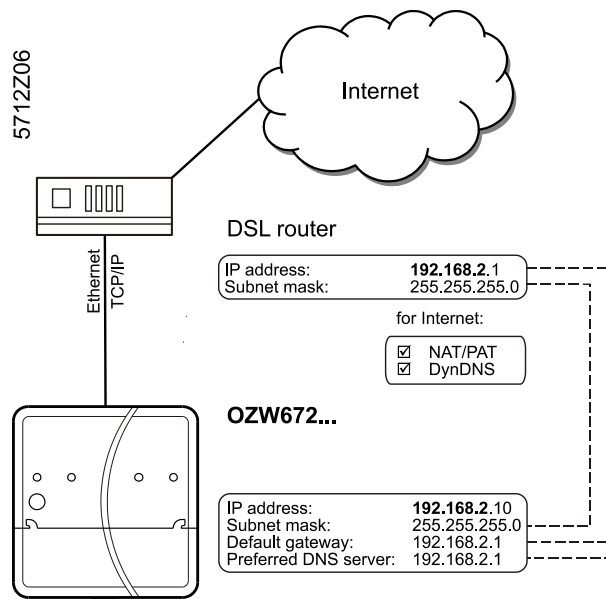 5712Z06
Internet
DSL router
Ethernet
TCP/IP
IP address: 192.168.2.1
Subnet mask: 255.255.255.0
for Internet:
☑ NAT/PAT
☑ DynDNS
OZW672...
IP address: 192.168.2.10
Subnet mask: 255.255.255.0
Default gateway: 192.168.2.1
Preferred DNS server: 192.168.2.1